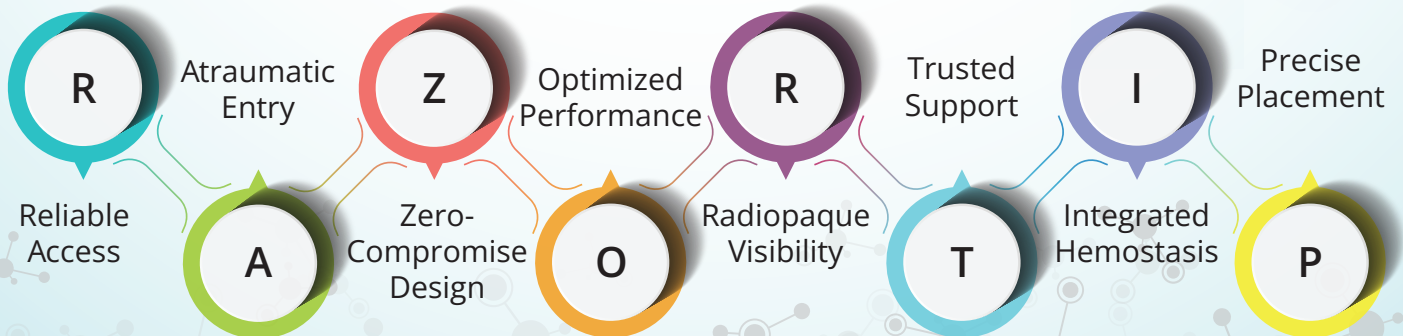 R
Reliable
Access
A
Atraumatic
Entry
Z
Zero-
Compromise
Design
O
Optimized
Performance
R
Radiopaque
Visibility
T
Trusted
Support
I
Integrated
Hemostasis
P
Precise
Placement